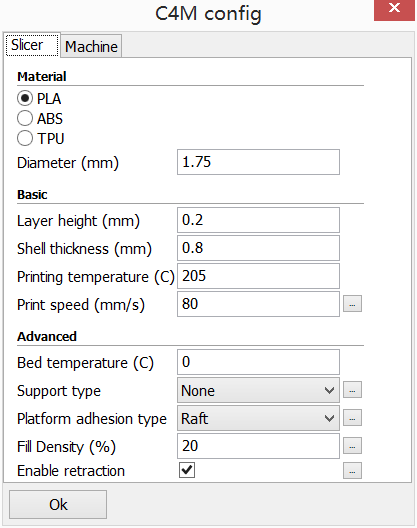 C4M config
Slicer Machine
Material
PLA
ABS
TPU
Diameter (mm) 1.75
Basic
Layer height (mm) 0.2
Shell thickness (mm) 0.8
Printing temperature (C) 205
Print speed (mm/s) 80 ...
Advanced
Bed temperature (C) 0
Support type None ...
Platform adhesion type Raft ...
Fill Density (%) 20 ...
Enable retraction ...
Ok